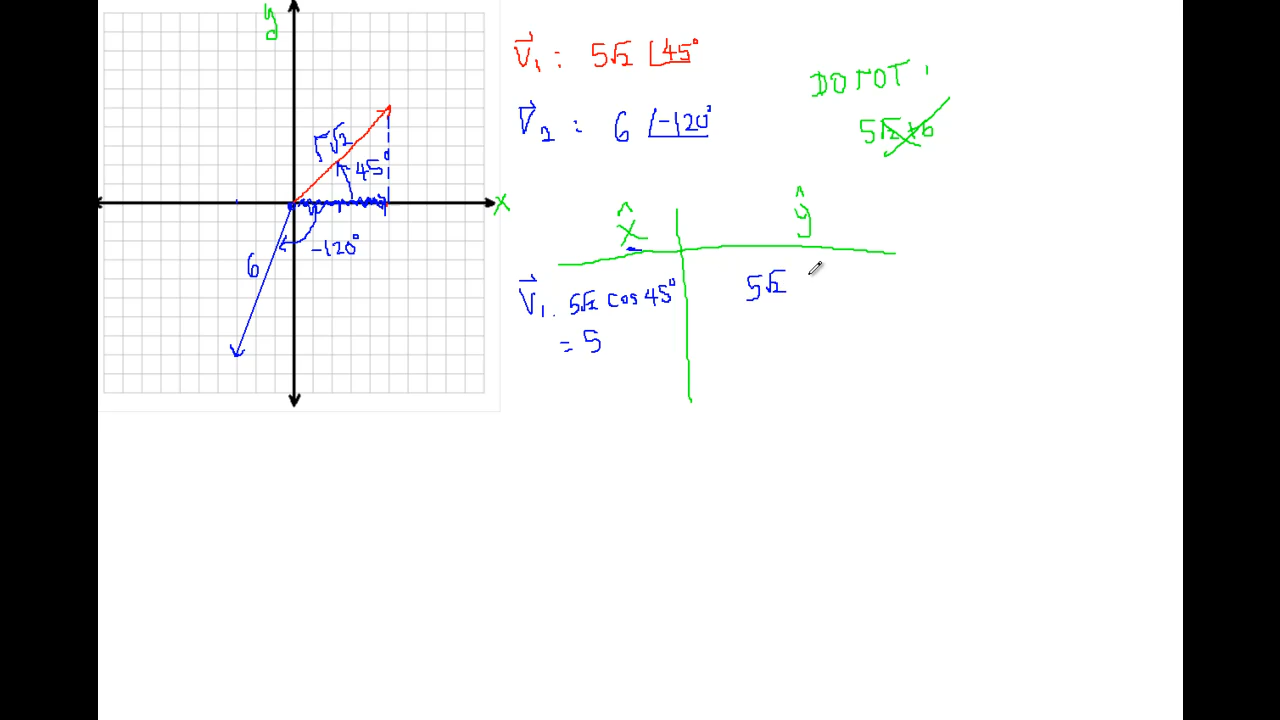 y
x
5√2
45°
-120°
6
V⃗₁ : 5√2 ∠45°
V⃗₂ : 6 ∠-120°
DO NOT !
5√2 + 6
x̂ ŷ
V⃗₁. 5√2 cos 45° 5√2
= 5